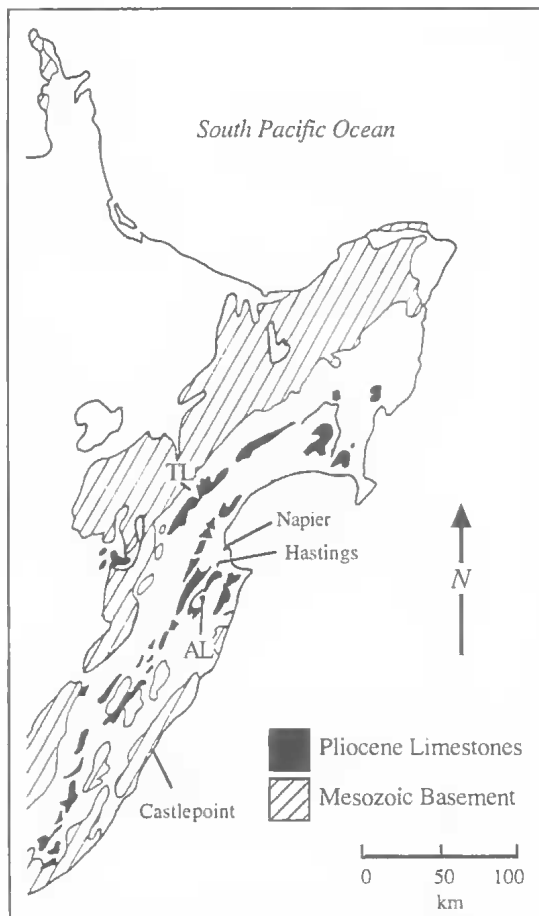 South Pacific Ocean
TL
Napier
Hastings
N
AL
Pliocene Limestones
Mesozoic Basement
Castlepoint
0 50 100
km